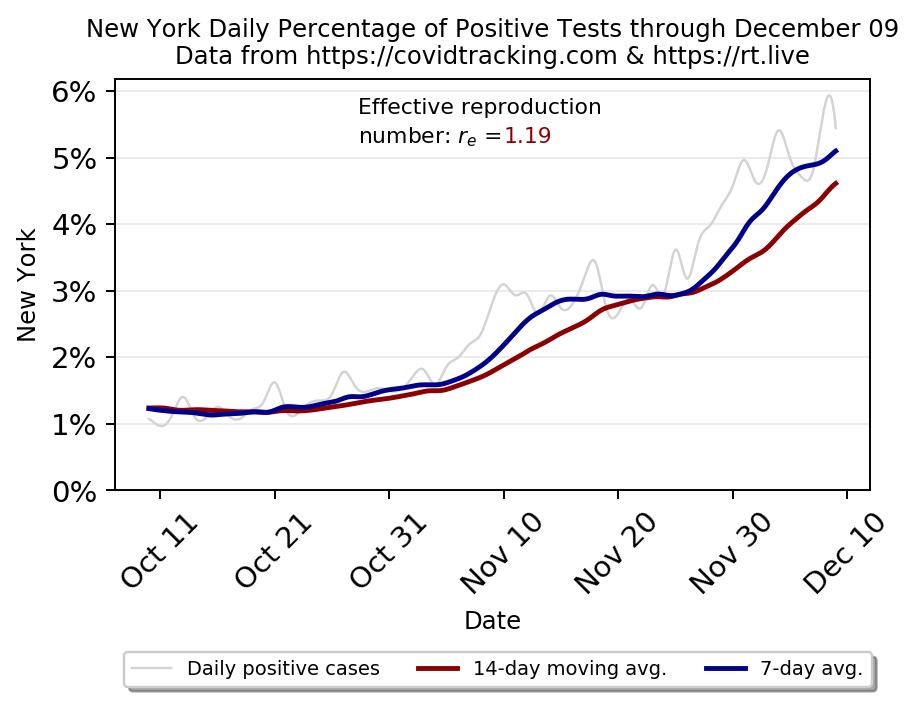 New York Daily Percentage of Positive Tests through December 09
Data from https://covidtracking.com & https://rt.live
6%
5%
4%
3%
2%
1%
0%
New York
Effective reproduction
number: rₑ =1.19
Oct 11
Oct 21
Oct 31
Nov 10
Nov 20
Nov 30
Dec 10
Date
Daily positive cases
14-day moving avg.
7-day avg.